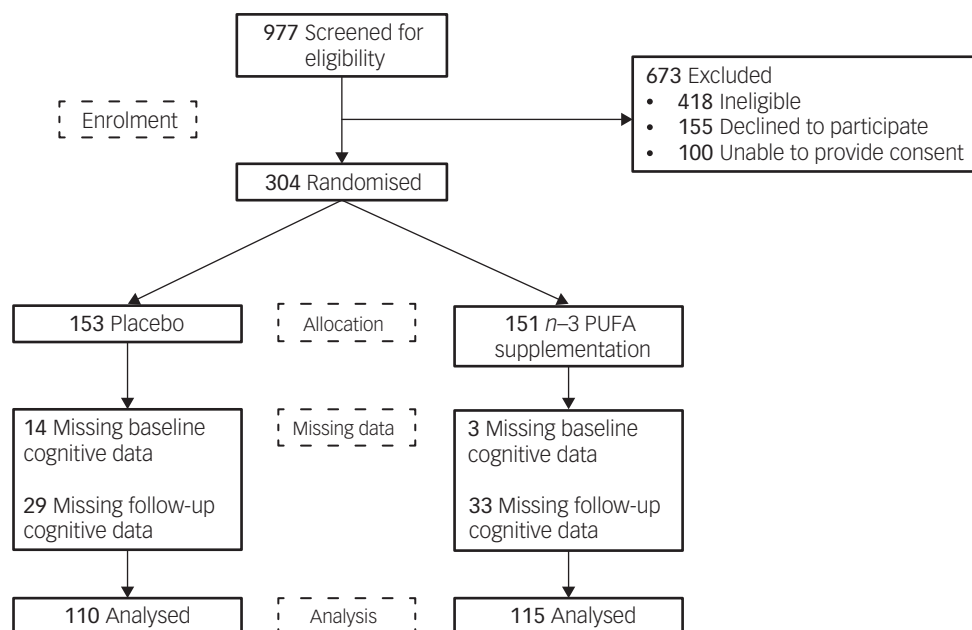 977 Screened for
eligibility
673 Excluded
• 418 Ineligible
• 155 Declined to participate
• 100 Unable to provide consent
Enrolment
304 Randomised
153 Placebo
Allocation
151 n–3 PUFA
supplementation
14 Missing baseline
cognitive data
29 Missing follow-up
cognitive data
Missing data
3 Missing baseline
cognitive data
33 Missing follow-up
cognitive data
110 Analysed
Analysis
115 Analysed